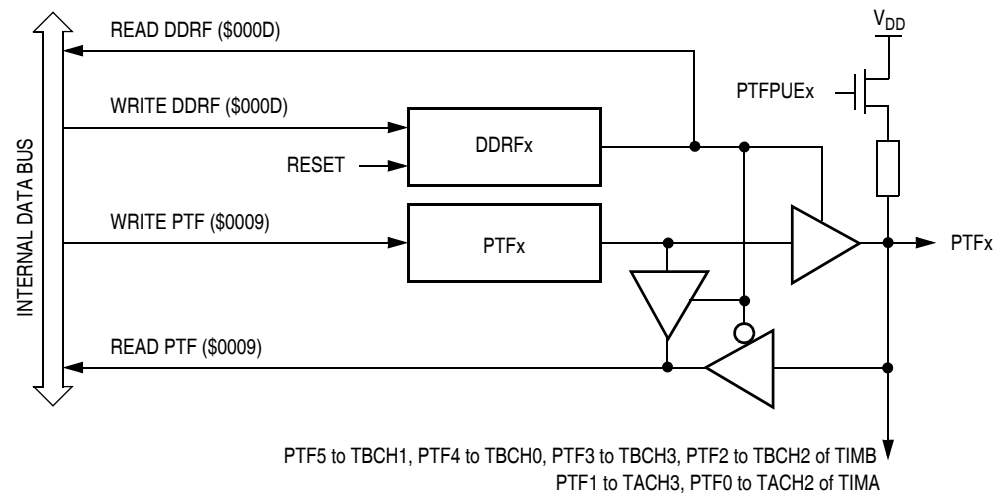 READ DDRF ($000D)
VDD
WRITE DDRF ($000D)
PTFPUEx
DDRFx
RESET
WRITE PTF ($0009)
PTFx
PTFx
INTERNAL DATA BUS
READ PTF ($0009)
PTF5 to TBCH1, PTF4 to TBCH0, PTF3 to TBCH3, PTF2 to TBCH2 of TIMB
PTF1 to TACH3, PTF0 to TACH2 of TIMA